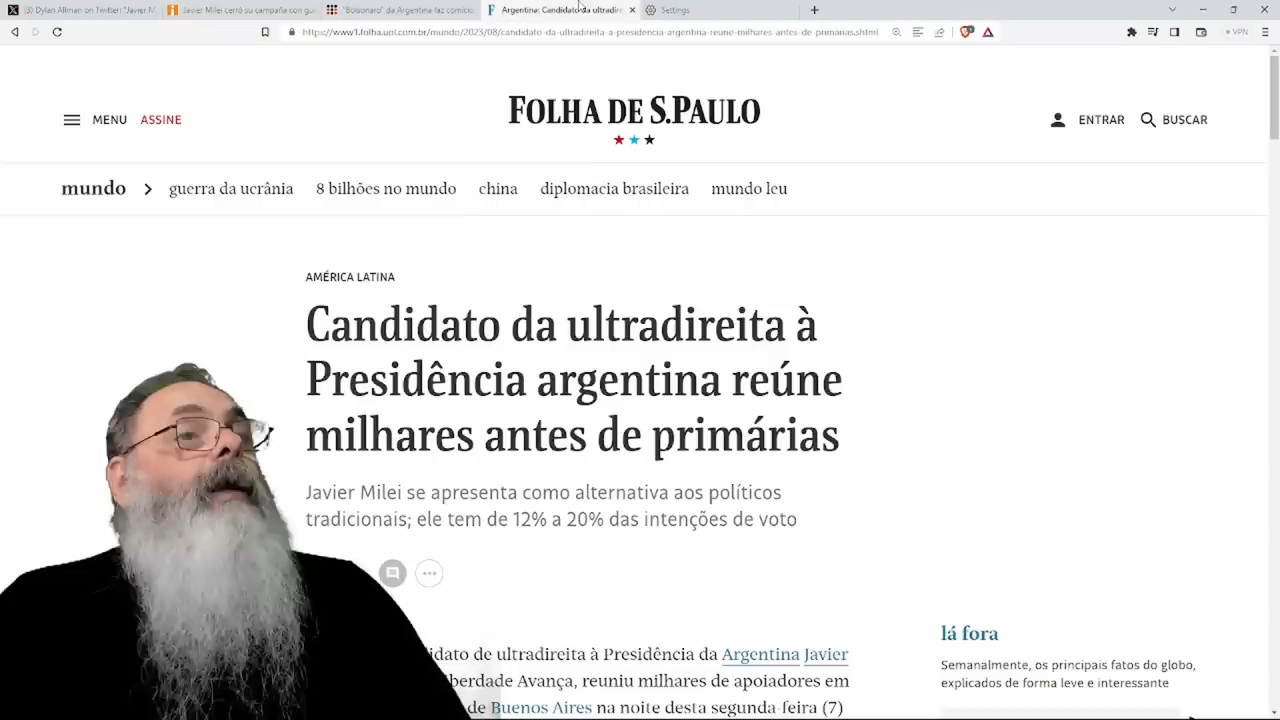 (3) Dylan Allman on Twitter "Javier M
Javier Milei cerró su campaña con gui
"Bolsonaro" da Argentina faz comício
Argentina: Candidato da ultradirei
Settings
https://www1.folha.uol.com.br/mundo/2023/08/candidato-da-ultradireita-a-presidencia-argentina-reune-milhares-antes-de-primarias.shtml
VPN
MENU ASSINE
FOLHA DE S.PAULO
ENTRAR BUSCAR
mundo guerra da ucrânia 8 bilhões no mundo china diplomacia brasileira mundo leu
AMÉRICA LATINA
Candidato da ultradireita à
Presidência argentina reúne
milhares antes de primárias
Javier Milei se apresenta como alternativa aos políticos
tradicionais; ele tem de 12% a 20% das intenções de voto
idato de ultradireita à Presidência da Argentina Javier
berdade Avança, reuniu milhares de apoiadores em
de Buenos Aires na noite desta segunda-feira (7)
lá fora
Semanalmente, os principais fatos do globo,
explicados de forma leve e interessante